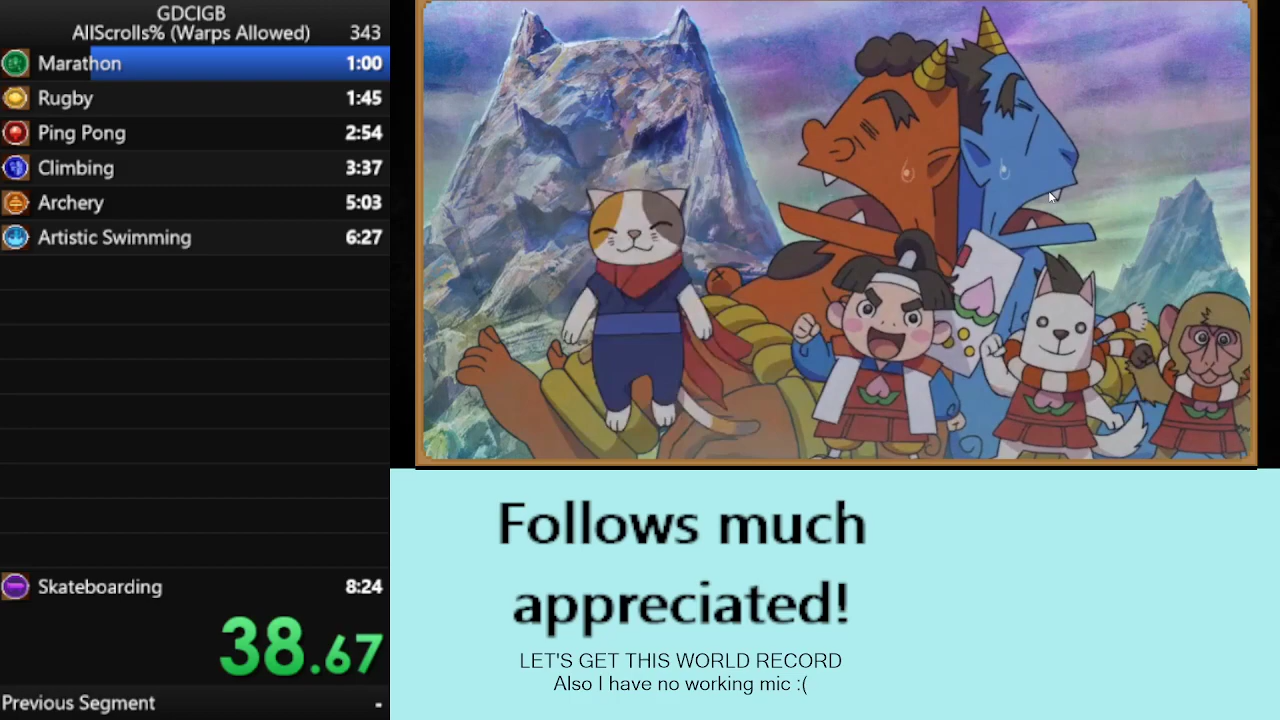 GDCIGB
AllScrolls% (Warps Allowed) 343
Marathon 1:00
Rugby 1:45
Ping Pong 2:54
Climbing 3:37
Archery 5:03
Artistic Swimming 6:27
Skateboarding 8:24
38.67
Previous Segment -
Follows much
appreciated!
LET'S GET THIS WORLD RECORD
Also I have no working mic :(